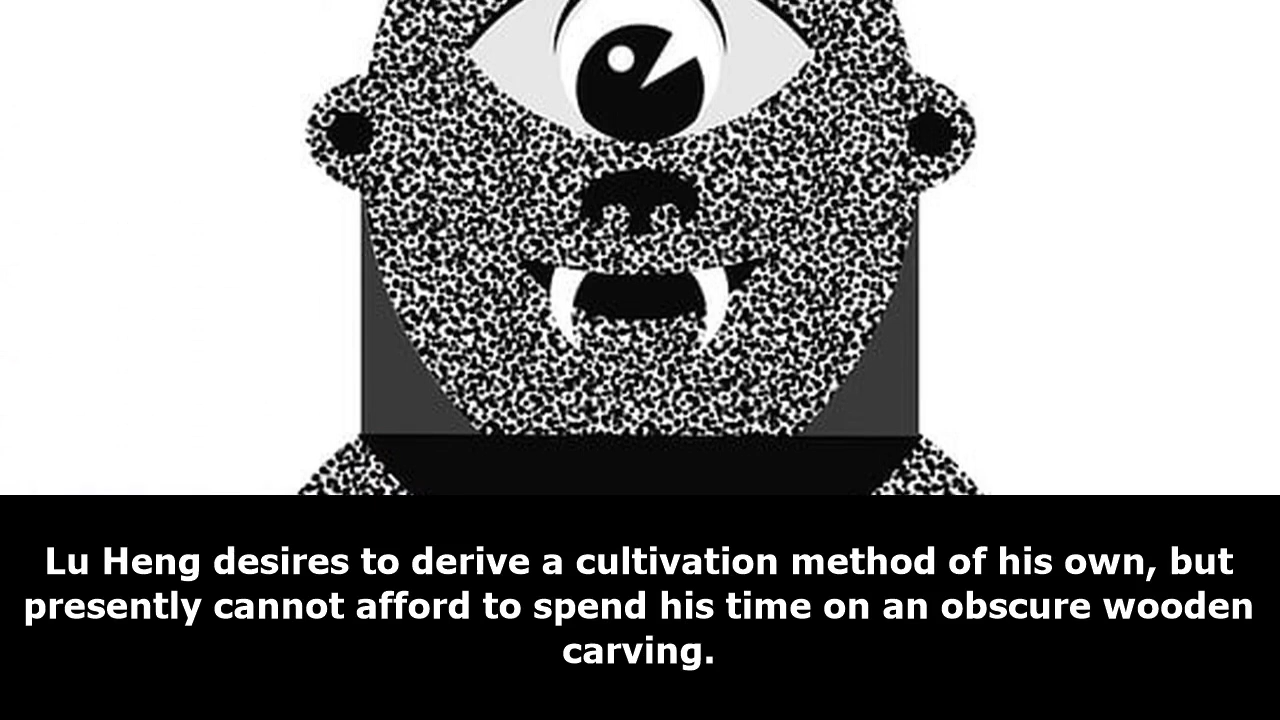 Lu Heng desires to derive a cultivation method of his own, but
presently cannot afford to spend his time on an obscure wooden
carving.